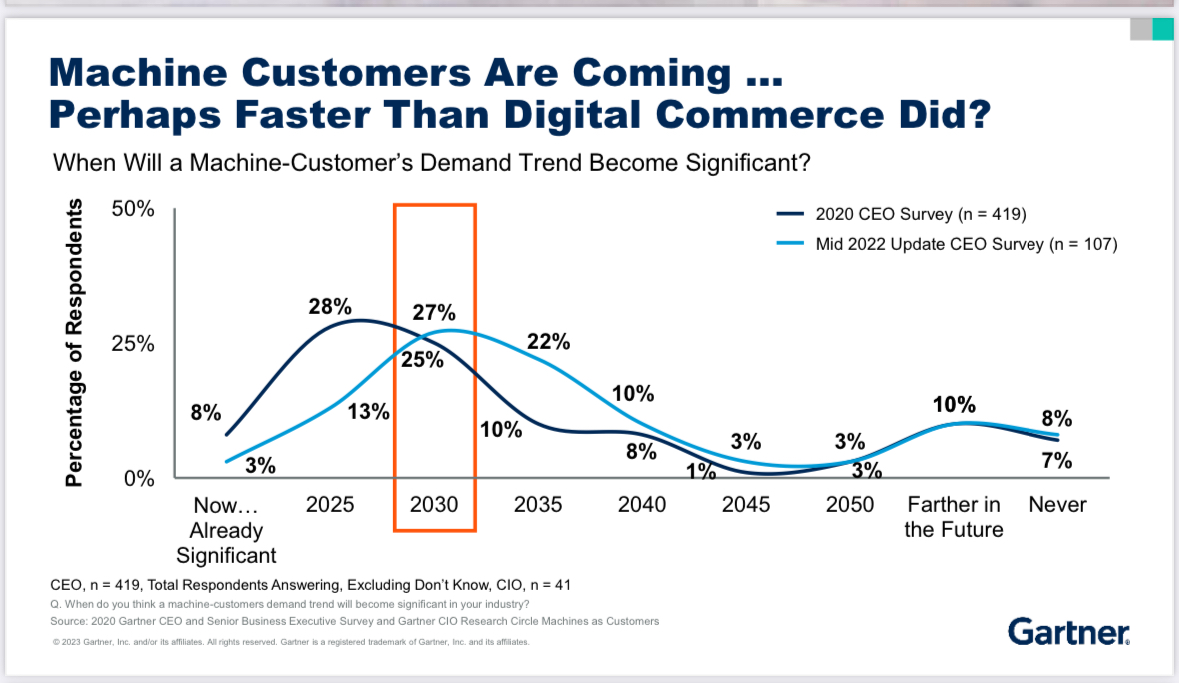 Machine Customers Are Coming ...
Perhaps Faster Than Digital Commerce Did?
When Will a Machine-Customer's Demand Trend Become Significant?
Percentage of Respondents
50%
25%
0%
2020 CEO Survey (n = 419)
Mid 2022 Update CEO Survey (n = 107)
8%
28%
25%
10%
8%
1%
3%
10%
7%
3%
13%
27%
22%
10%
3%
3%
8%
Now…
Already
Significant
2025
2030
2035
2040
2045
2050
Farther in
the Future
Never
CEO, n = 419, Total Respondents Answering, Excluding Don't Know, CIO, n = 41
Q. When do you think a machine-customers demand trend will become significant in your industry?
Source: 2020 Gartner CEO and Senior Business Executive Survey and Gartner CIO Research Circle Machines as Customers
© 2023 Gartner, Inc. and/or its affiliates. All rights reserved. Gartner is a registered trademark of Gartner, Inc. and its affiliates.
Gartner®